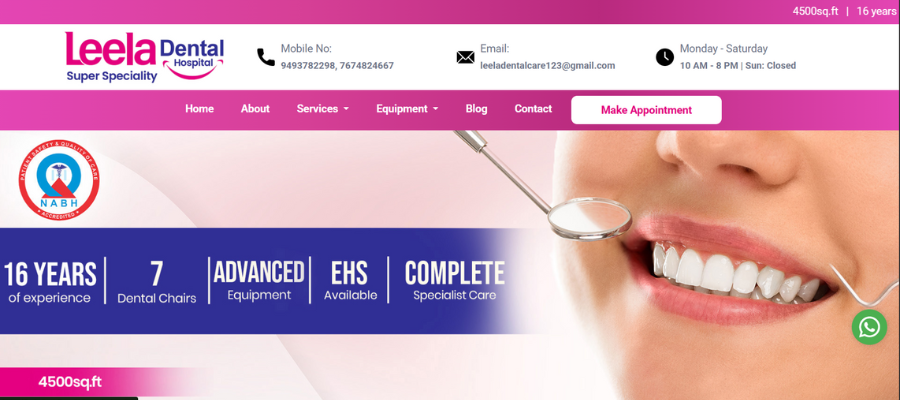 4500sq.ft | 16 years
Leela Dental
Hospital
Super Speciality
Mobile No:
9493782298, 7674824667
Email:
leeladentalcare123@gmail.com
Monday - Saturday
10 AM - 8 PM | Sun: Closed
Home About Services Equipment Blog Contact Make Appointment
PATIENT SAFETY & QUALITY OF CARE
NABH
ACCREDITED
16 YEARS
of experience
7
Dental Chairs
ADVANCED
Equipment
EHS
Available
COMPLETE
Specialist Care
4500sq.ft